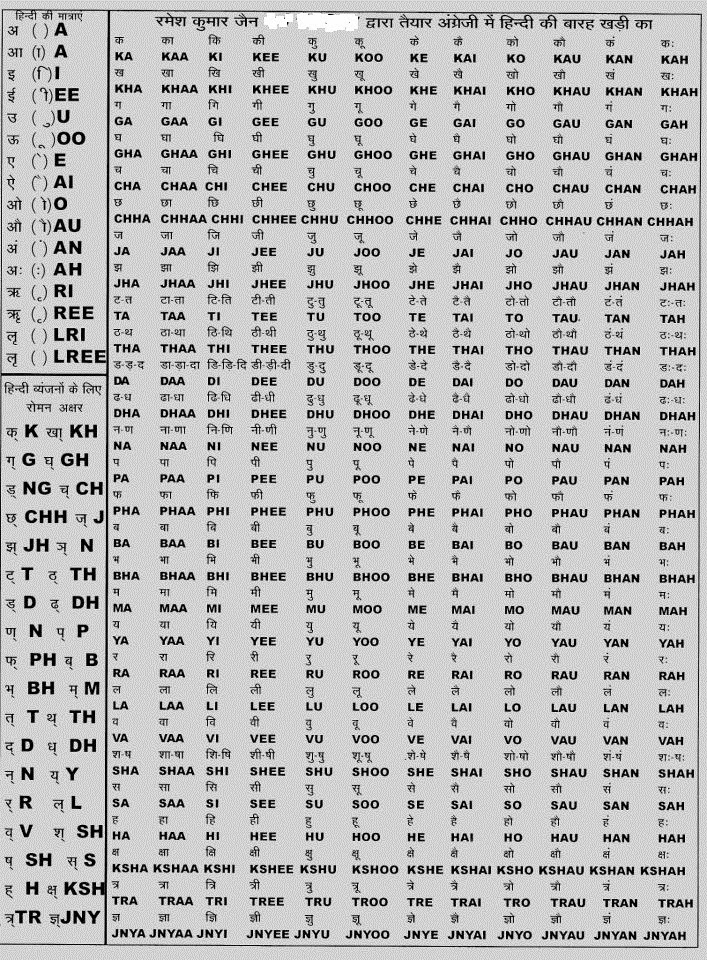 हिन्दी की मात्राएं
अ ( ) A
आ (ा) A
इ (ि) I
ई (ी) EE
उ (ु) U
ऊ (ू) OO
ए (े) E
ऐ (ै) AI
ओ (ो) O
औ (ौ) AU
अं (ं) AN
अः (ः) AH
ऋ (ृ) RI
ॠ (ॄ) REE
लृ ( ) LRI
लृ ( ) LREE
हिन्दी व्यंजनों के लिए
रोमन अक्षर
क् K खा् KH
ग् G घ् GH
ड़् NG च् CH
छ् CHH ज् J
झ् JH ञ् N
ट् T ठ् TH
ड् D ढ् DH
ण् N प् P
फ् PH ब् B
भ् BH म् M
त् T थ् TH
द् D ध् DH
न् N य् Y
र् R ल् L
व् V श् SH
ष् SH स् S
ह् H क्ष् KSH
त्र् TR ज्ञ् JNY
रमेश कुमार जैन द्वारा तैयार अंग्रेजी में हिन्दी की बारह खड़ी का
क का कि की कु कू के कै को कौ कं कः
KA KAA KI KEE KU KOO KE KAI KO KAU KAN KAH
ख खा खि खी खु खू खे खै खो खौ खं खः
KHA KHAA KHI KHEE KHU KHOO KHE KHAI KHO KHAU KHAN KHAH
ग गा गि गी गु गू गे गै गो गौ गं गः
GA GAA GI GEE GU GOO GE GAI GO GAU GAN GAH
घ घा घि घी घु घू घे घै घो घौ घं घः
GHA GHAA GHI GHEE GHU GHOO GHE GHAI GHO GHAU GHAN GHAH
च चा चि ची चु चू चे चै चो चौ चं चः
CHA CHAA CHI CHEE CHU CHOO CHE CHAI CHO CHAU CHAN CHAH
छ छा छि छी छु छू छे छै छो छौ छं छः
CHHA CHHAA CHHI CHHEE CHHU CHHOO CHHE CHHAI CHHO CHHAU CHHAN CHHAH
ज जा जि जी जु जू जे जै जो जौ जं जः
JA JAA JI JEE JU JOO JE JAI JO JAU JAN JAH
झ झा झि झी झु झू झे झै झो झौ झं झः
JHA JHAA JHI JHEE JHU JHOO JHE JHAI JHO JHAU JHAN JHAH
ट-त टा-ता टि-ति टी-ती टु-तु टू-तू टे-ते टै-तै टो-तो टौ-तौ टं-तं टः-तः
TA TAA TI TEE TU TOO TE TAI TO TAU TAN TAH
ठ-थ ठा-था ठि-थि ठी-थी ठु-थु ठू-थू ठे-थे ठै-थै ठो-थो ठौ-थौ ठं-थं ठः-थः
THA THAA THI THEE THU THOO THE THAI THO THAU THAN THAH
ड-ड़-द डा-ड़ा-दा डि-ड़ि-दि डी-ड़ी-दी डु-दु डू-दू डे-दे डै-दै डो-दो डौ-दौ डं-दं डः-दः
DA DAA DI DEE DU DOO DE DAI DO DAU DAN DAH
ढ-ध ढा-धा ढि-धि ढी-धी ढु-धु ढू-धू ढे-धे ढै-धै ढो-धो ढौ-धौ ढं-धं ढः-धः
DHA DHAA DHI DHEE DHU DHOO DHE DHAI DHO DHAU DHAN DHAH
न-ण ना-णा नि-णि नी-णी नु-णु नू-णू ने-णे नै-णै नो-णो नौ-णौ नं-णं नः-णः
NA NAA NI NEE NU NOO NE NAI NO NAU NAN NAH
प पा पि पी पु पू पे पै पो पौ पं पः
PA PAA PI PEE PU POO PE PAI PO PAU PAN PAH
फ फा फि फी फु फू फे फै फो फौ फं फः
PHA PHAA PHI PHEE PHU PHOO PHE PHAI PHO PHAU PHAN PHAH
ब बा बि बी बु बू बे बै बो बौ बं बः
BA BAA BI BEE BU BOO BE BAI BO BAU BAN BAH
भ भा भि भी भु भू भे भै भो भौ भं भः
BHA BHAA BHI BHEE BHU BHOO BHE BHAI BHO BHAU BHAN BHAH
म मा मि मी मु मू मे मै मो मौ मं मः
MA MAA MI MEE MU MOO ME MAI MO MAU MAN MAH
य या यि यी यु यू ये यै यो यौ यं यः
YA YAA YI YEE YU YOO YE YAI YO YAU YAN YAH
र रा रि री रु रू रे रै रो रौ रं रः
RA RAA RI REE RU ROO RE RAI RO RAU RAN RAH
ल ला लि ली लु लू ले लै लो लौ लं लः
LA LAA LI LEE LU LOO LE LAI LO LAU LAN LAH
व वा वि वी वु वू वे वै वो वौ वं वः
VA VAA VI VEE VU VOO VE VAI VO VAU VAN VAH
श-ष शा-षा शि-षि शी-षी शु-षु शू-षू शे-षे शै-षै शो-षो शौ-षौ शं-षं शः-षः
SHA SHAA SHI SHEE SHU SHOO SHE SHAI SHO SHAU SHAN SHAH
स सा सि सी सु सू से सै सो सौ सं सः
SA SAA SI SEE SU SOO SE SAI SO SAU SAN SAH
ह हा हि ही हु हू हे है हो हौ हं हः
HA HAA HI HEE HU HOO HE HAI HO HAU HAN HAH
क्ष क्षा क्षि क्षी क्षु क्षू क्षे क्षै क्षो क्षौ क्षं क्षः
KSHA KSHAA KSHI KSHEE KSHU KSHOO KSHE KSHAI KSHO KSHAU KSHAN KSHAH
त्र त्रा त्रि त्री त्रु त्रू त्रे त्रै त्रो त्रौ त्रं त्रः
TRA TRAA TRI TREE TRU TROO TRE TRAI TRO TRAU TRAN TRAH
ज्ञ ज्ञा ज्ञि ज्ञी ज्ञु ज्ञू ज्ञे ज्ञै ज्ञो ज्ञौ ज्ञं ज्ञः
JNYA JNYAA JNYI JNYEE JNYU JNYOO JNYE JNYAI JNYO JNYAU JNYAN JNYAH